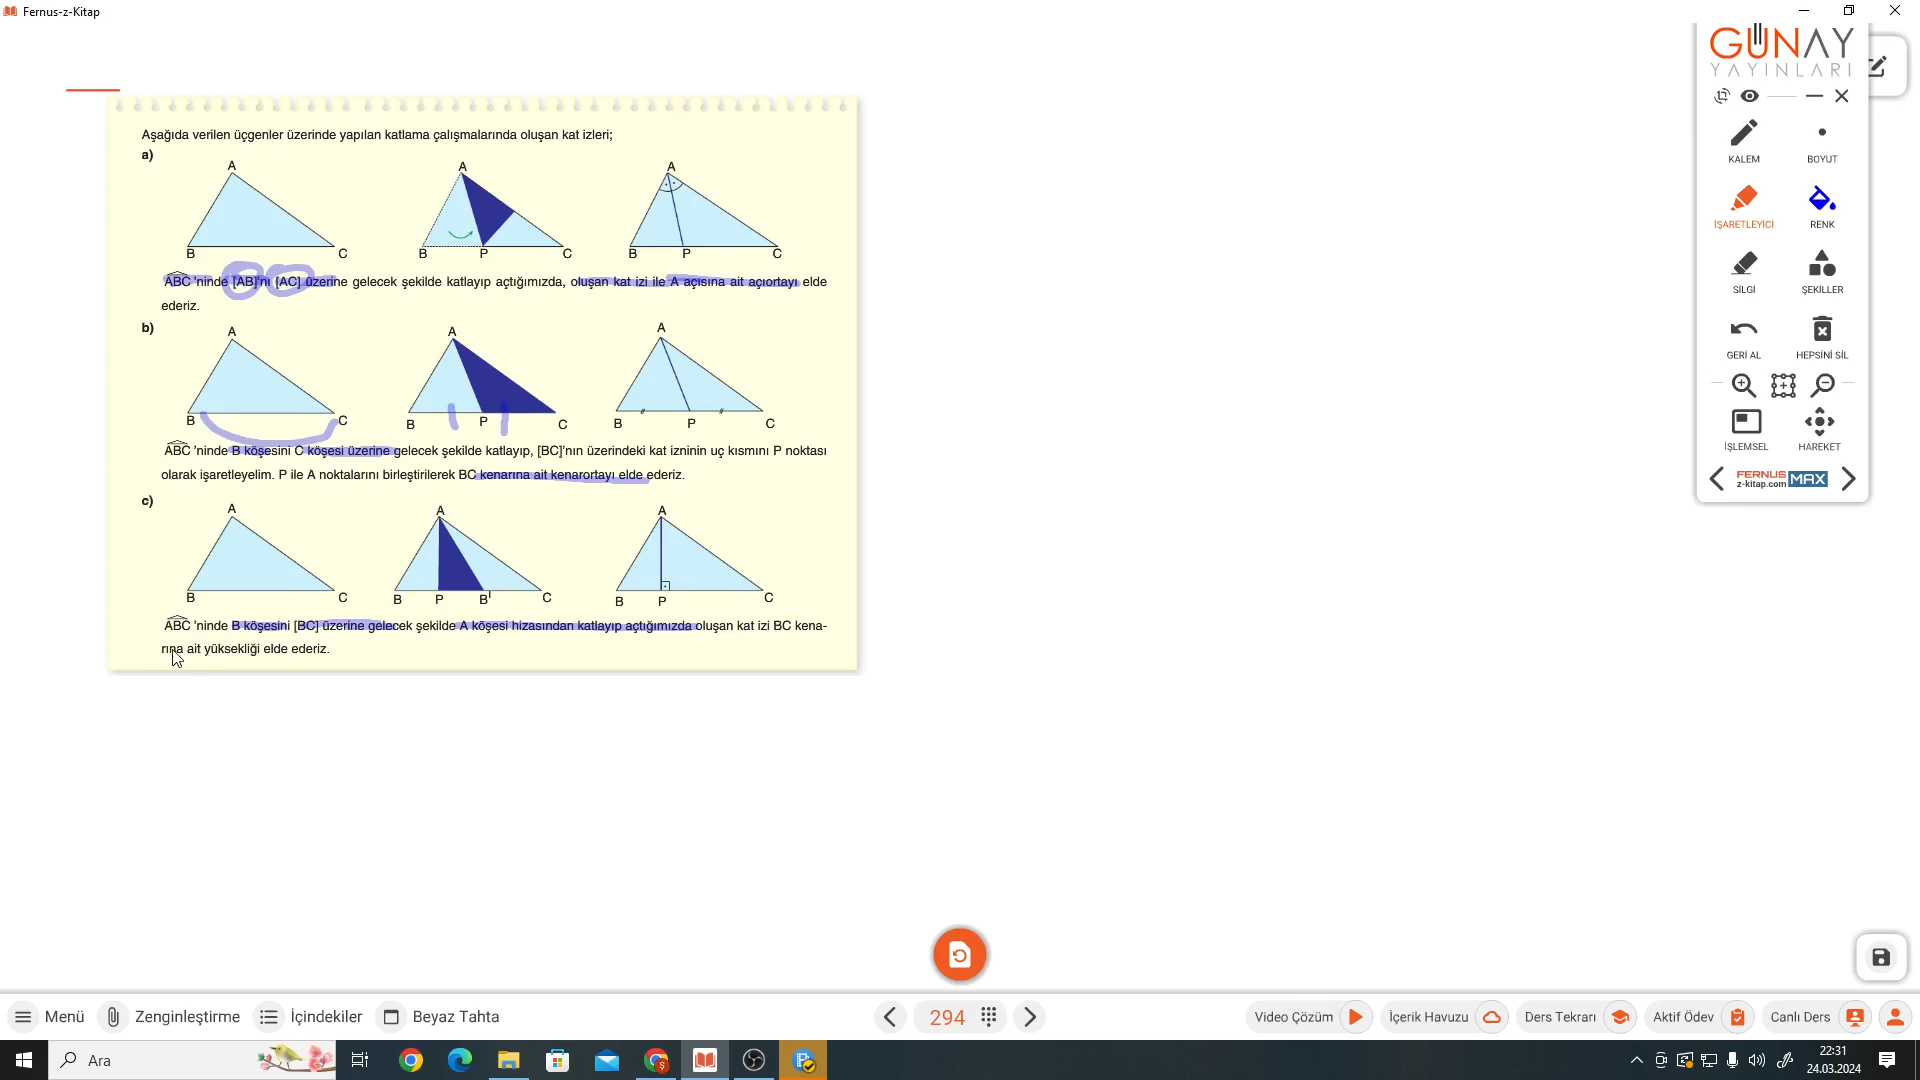 Fernus-z-Kitap
GÜNAY
YAYINLARI
KALEM
BOYUT
İŞARETLEYİCİ
RENK
SİLGİ
ŞEKİLLER
GERİ AL
HEPSİNİ SİL
İŞLEMSEL
HAREKET
FERNUS
z-kitap.com MAX
Aşağıda verilen üçgenler üzerinde yapılan katlama çalışmalarında oluşan kat izleri;
a)
A A A
B C B P C B P C
ABC 'ninde [AB]'nı [AC] üzerine gelecek şekilde katlayıp açtığımızda, oluşan kat izi ile A açısına ait açıortayı elde
ederiz.
b)
A A A
B C B P C B P C
ABC 'ninde B köşesini C köşesi üzerine gelecek şekilde katlayıp, [BC]'nın üzerindeki kat izninin uç kısmını P noktası
olarak işaretleyelim. P ile A noktalarını birleştirilerek BC kenarına ait kenarortayı elde ederiz.
c)
A A A
B C B P B' C B P C
ABC 'ninde B köşesini [BC] üzerine gelecek şekilde A köşesi hizasından katlayıp açtığımızda oluşan kat izi BC kena-
rına ait yüksekliği elde ederiz.
Menü Zenginleştirme İçindekiler Beyaz Tahta 294 Video Çözüm İçerik Havuzu Ders Tekrarı Aktif Ödev Canlı Ders
Ara
22:31
24.03.2024